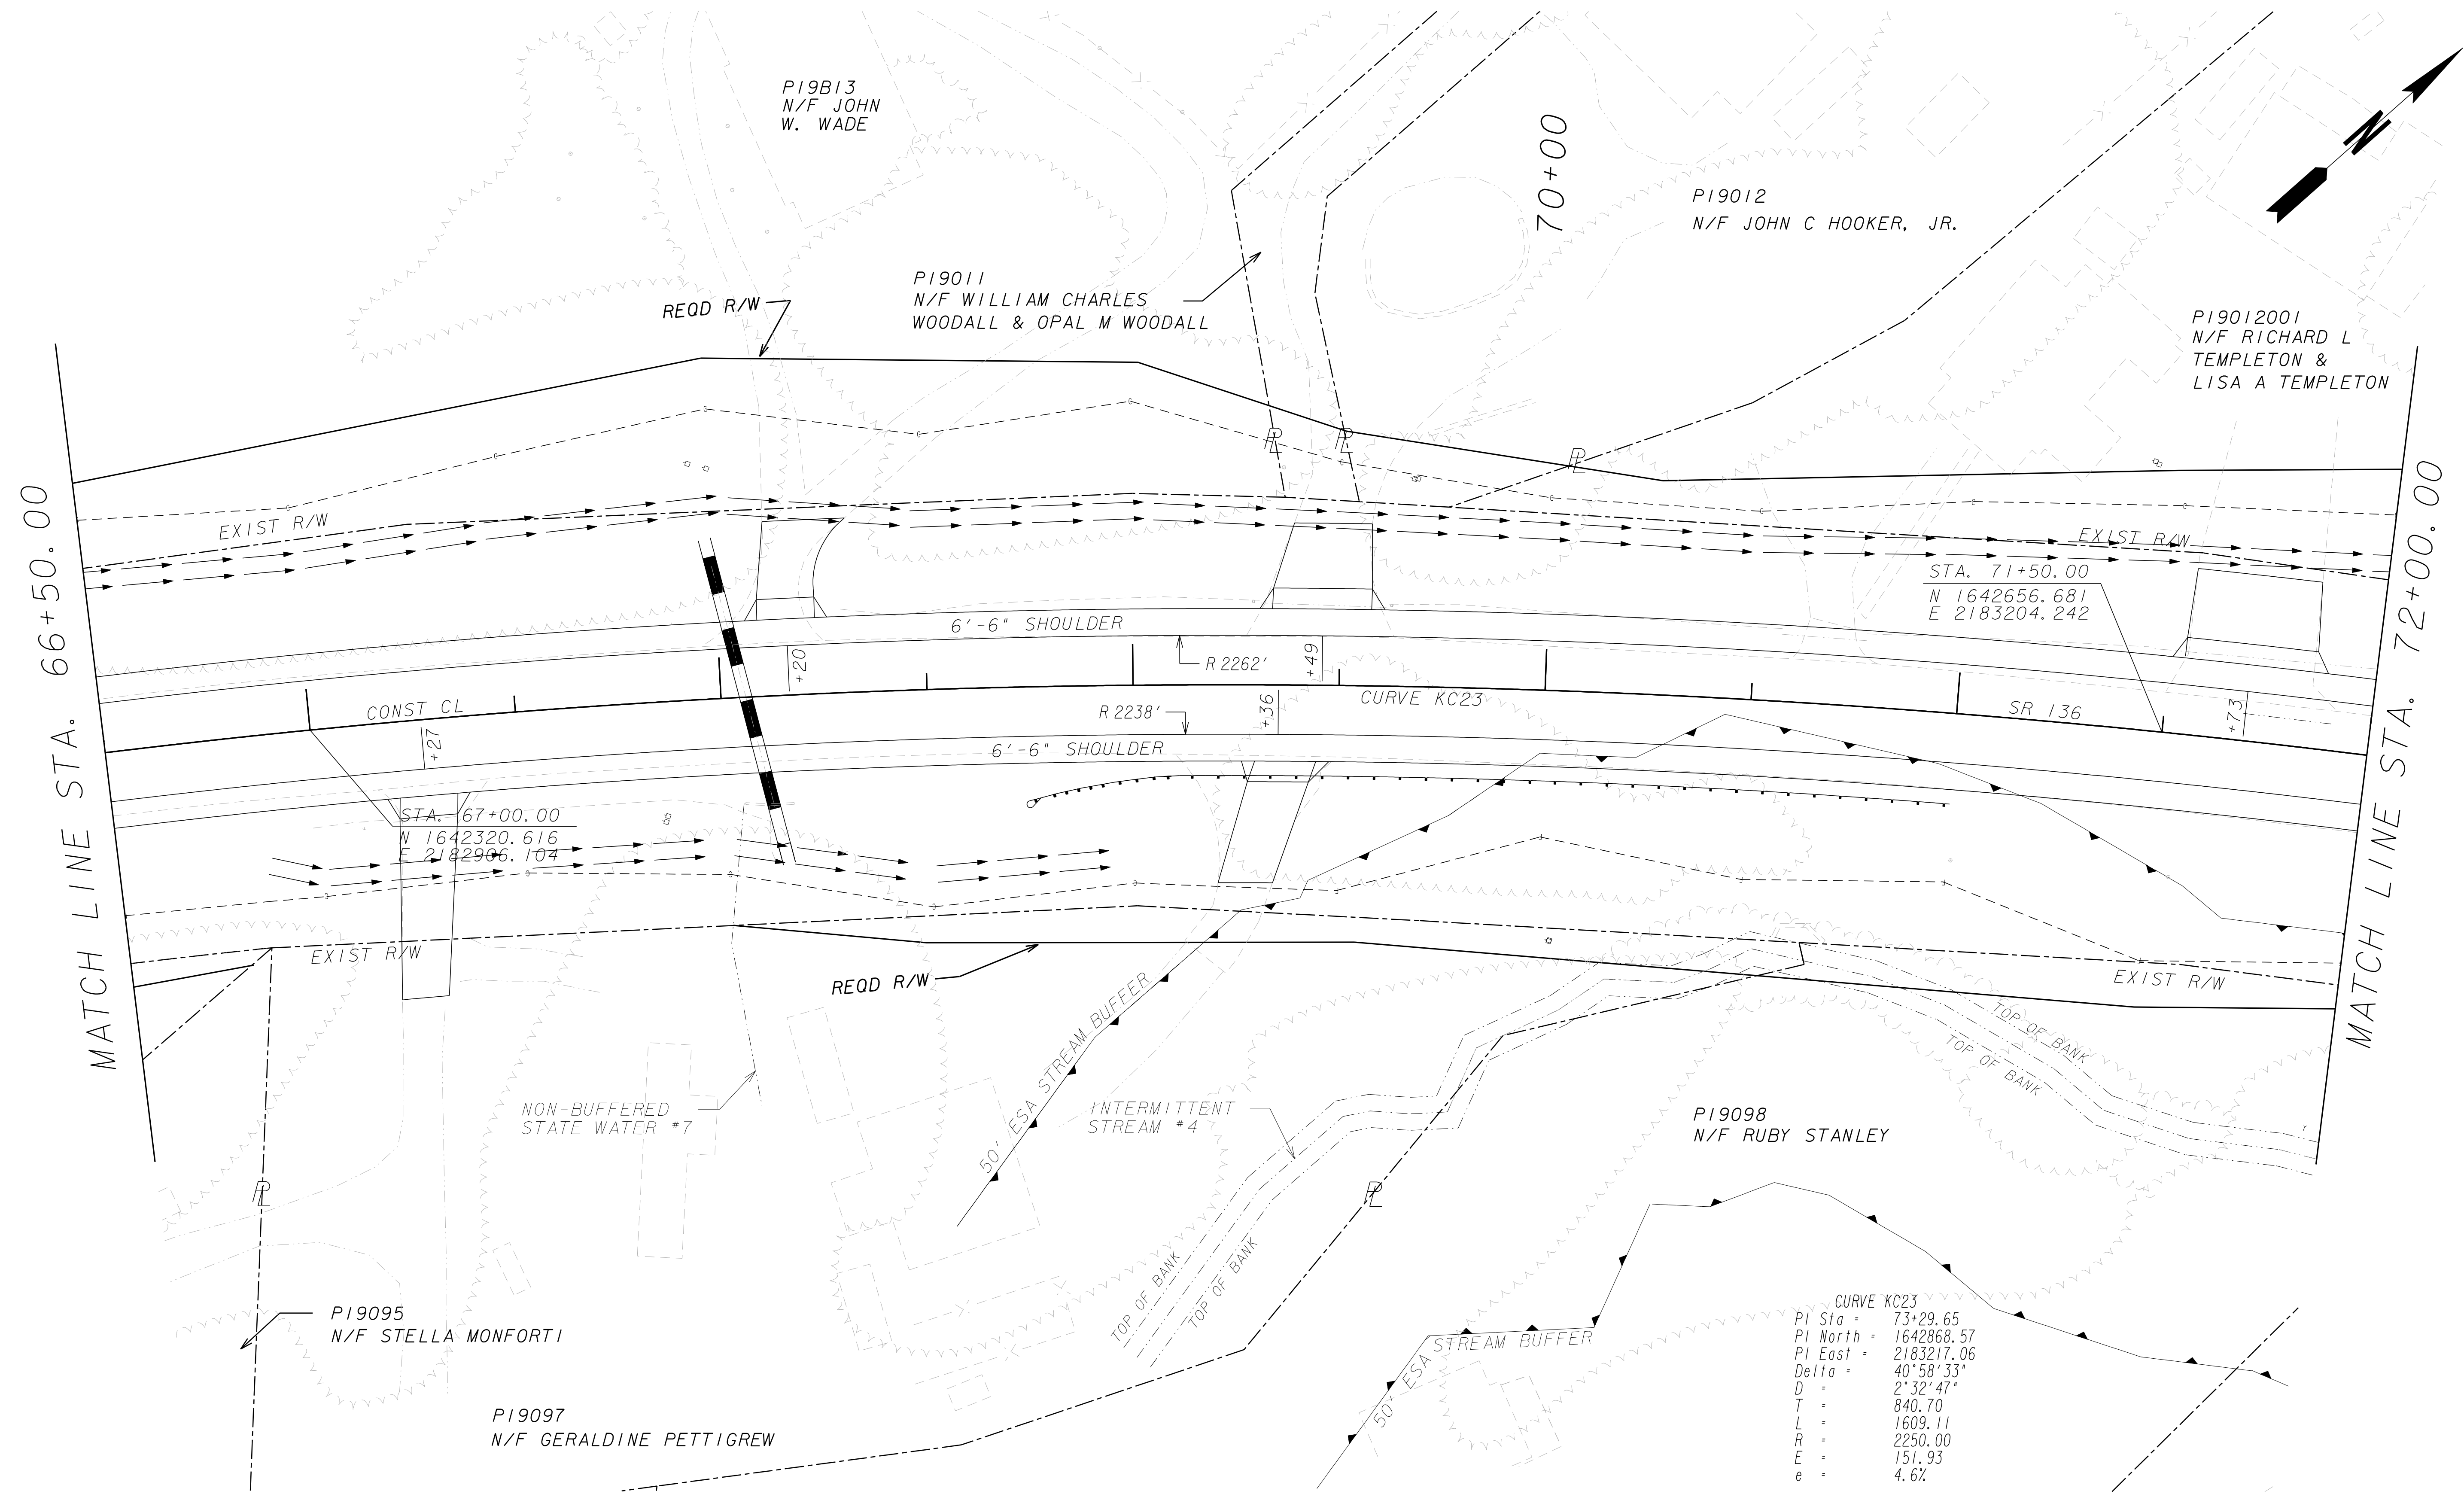 P19B13
N/F JOHN
W. WADE
70+00
N
P19012
N/F JOHN C HOOKER, JR.
P19011
N/F WILLIAM CHARLES
WOODALL & OPAL M WOODALL
REQD R/W
P19012001
N/F RICHARD L
TEMPLETON &
LISA A TEMPLETON
PL
PL
PL
MATCH LINE STA. 66+50.00
EXIST R/W
EXIST R/W
STA. 71+50.00
N 1642656.681
E 2183204.242
MATCH LINE STA. 72+00.00
6'-6" SHOULDER
+20
R 2262'
+49
CONST CL
+27
R 2238'
+36
CURVE KC23
SR 136
+73
6'-6" SHOULDER
STA. 67+00.00
N 1642320.616
E 2182906.104
EXIST R/W
REQD R/W
EXIST R/W
50' ESA STREAM BUFFER
TOP OF BANK
TOP OF BANK
NON-BUFFERED
STATE WATER #7
INTERMITTENT
STREAM #4
P19098
N/F RUBY STANLEY
PL
PL
TOP OF BANK
TOP OF BANK
50' ESA STREAM BUFFER
P19095
N/F STELLA MONFORTI
P19097
N/F GERALDINE PETTIGREW
CURVE KC23
PI Sta = 73+29.65
PI North = 1642868.57
PI East = 2183217.06
Delta = 40°58'33"
D = 2°32'47"
T = 840.70
L = 1609.11
R = 2250.00
E = 151.93
e = 4.6%